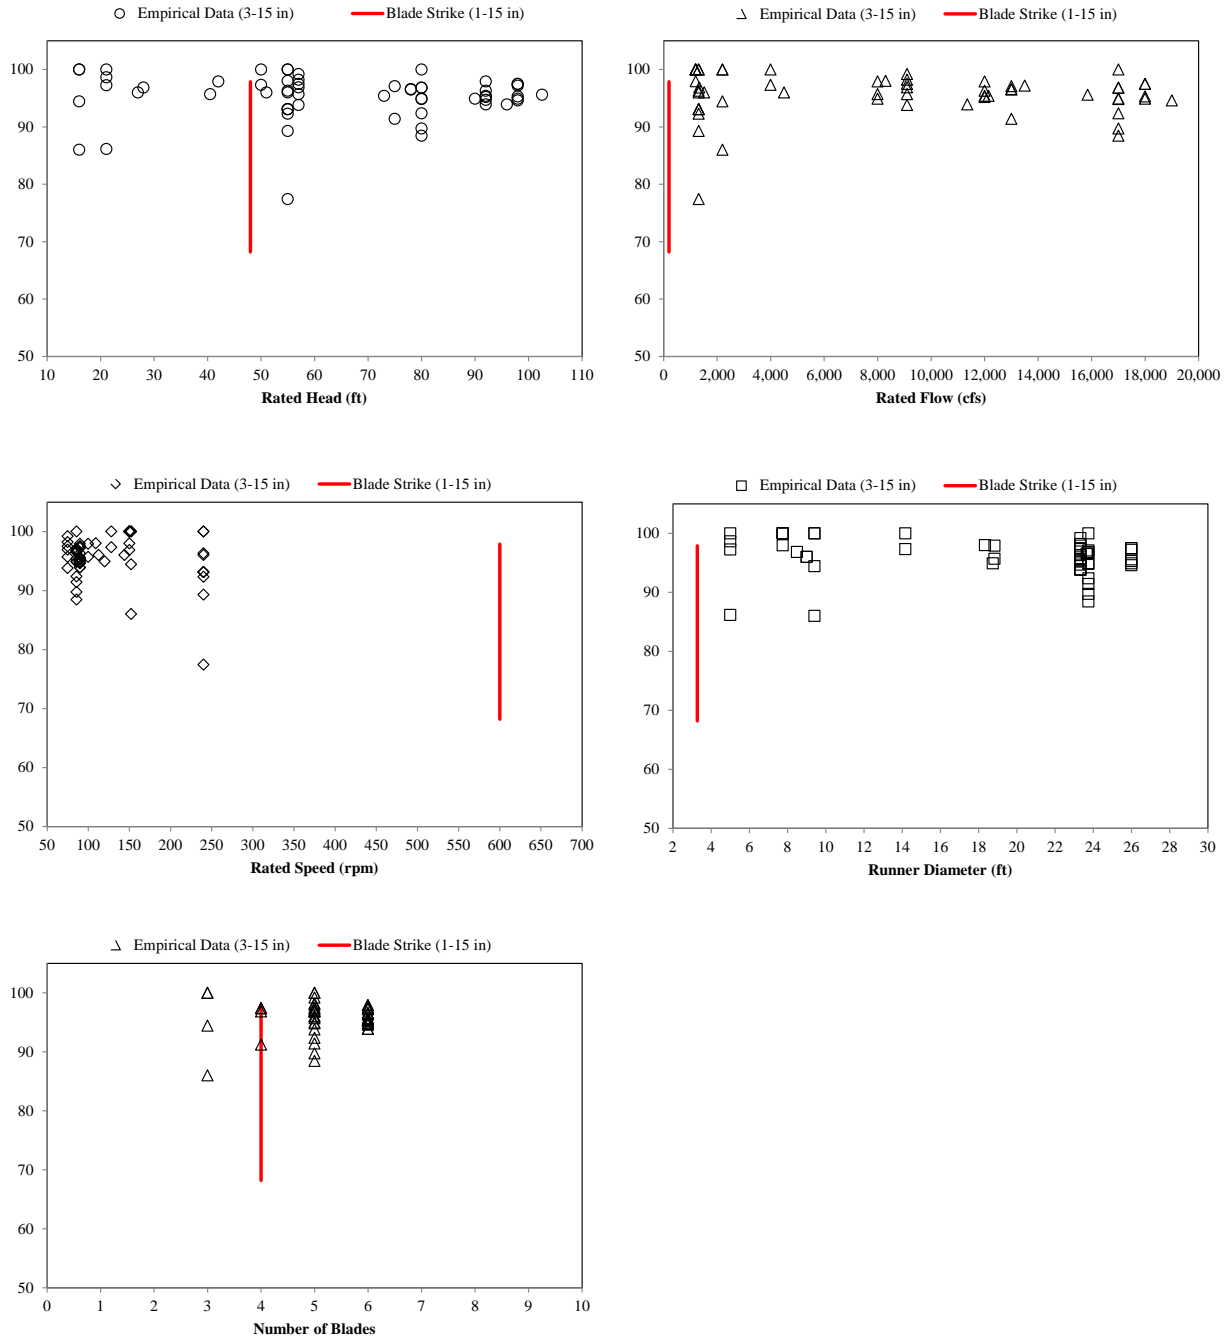 Empirical Data (3-15 in) Blade Strike (1-15 in)
100
90
80
70
60
50
10 20 30 40 50 60 70 80 90 100 110
Rated Head (ft)
Empirical Data (3-15 in) Blade Strike (1-15 in)
100
90
80
70
60
50
0 2,000 4,000 6,000 8,000 10,000 12,000 14,000 16,000 18,000 20,000
Rated Flow (cfs)
Empirical Data (3-15 in) Blade Strike (1-15 in)
100
90
80
70
60
50
50 100 150 200 250 300 350 400 450 500 550 600 650 700
Rated Speed (rpm)
Empirical Data (3-15 in) Blade Strike (1-15 in)
100
90
80
70
60
50
2 4 6 8 10 12 14 16 18 20 22 24 26 28 30
Runner Diameter (ft)
Empirical Data (3-15 in) Blade Strike (1-15 in)
100
90
80
70
60
50
0 1 2 3 4 5 6 7 8 9 10
Number of Blades